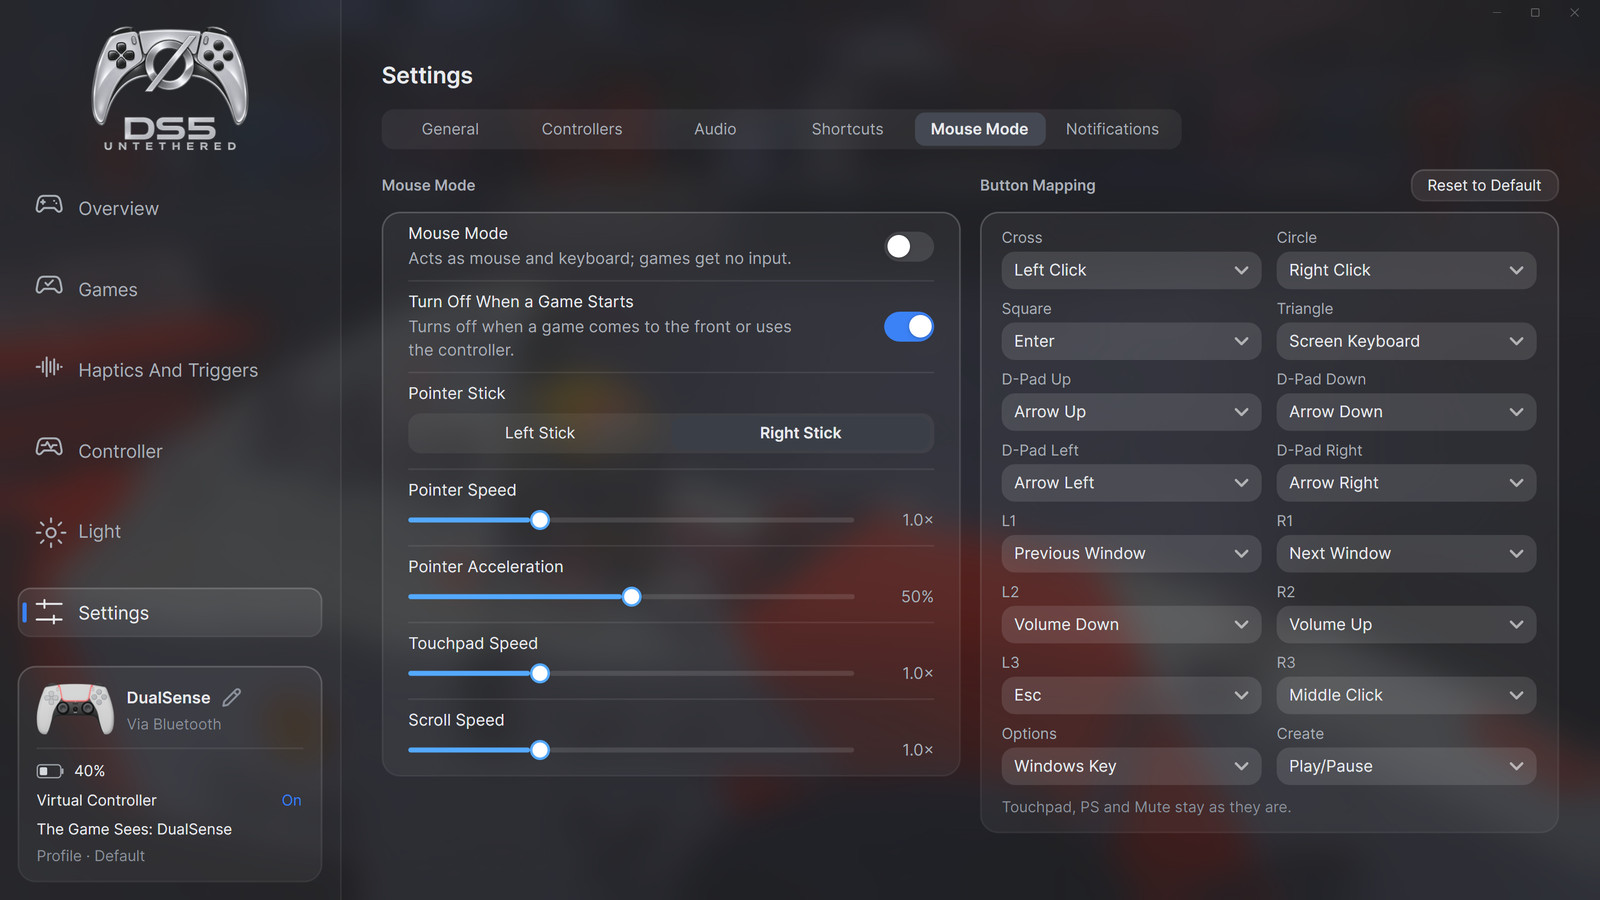 DS5
UNTETHERED
Overview
Games
Haptics And Triggers
Controller
Light
Settings
DualSense
Via Bluetooth
40%
Virtual Controller On
The Game Sees: DualSense
Profile · Default
Settings
General Controllers Audio Shortcuts Mouse Mode Notifications
Mouse Mode
Mouse Mode
Acts as mouse and keyboard; games get no input.
Turn Off When a Game Starts
Turns off when a game comes to the front or uses
the controller.
Pointer Stick
Left Stick Right Stick
Pointer Speed
1.0×
Pointer Acceleration
50%
Touchpad Speed
1.0×
Scroll Speed
1.0×
Button Mapping Reset to Default
Cross Circle
Left Click Right Click
Square Triangle
Enter Screen Keyboard
D-Pad Up D-Pad Down
Arrow Up Arrow Down
D-Pad Left D-Pad Right
Arrow Left Arrow Right
L1 R1
Previous Window Next Window
L2 R2
Volume Down Volume Up
L3 R3
Esc Middle Click
Options Create
Windows Key Play/Pause
Touchpad, PS and Mute stay as they are.